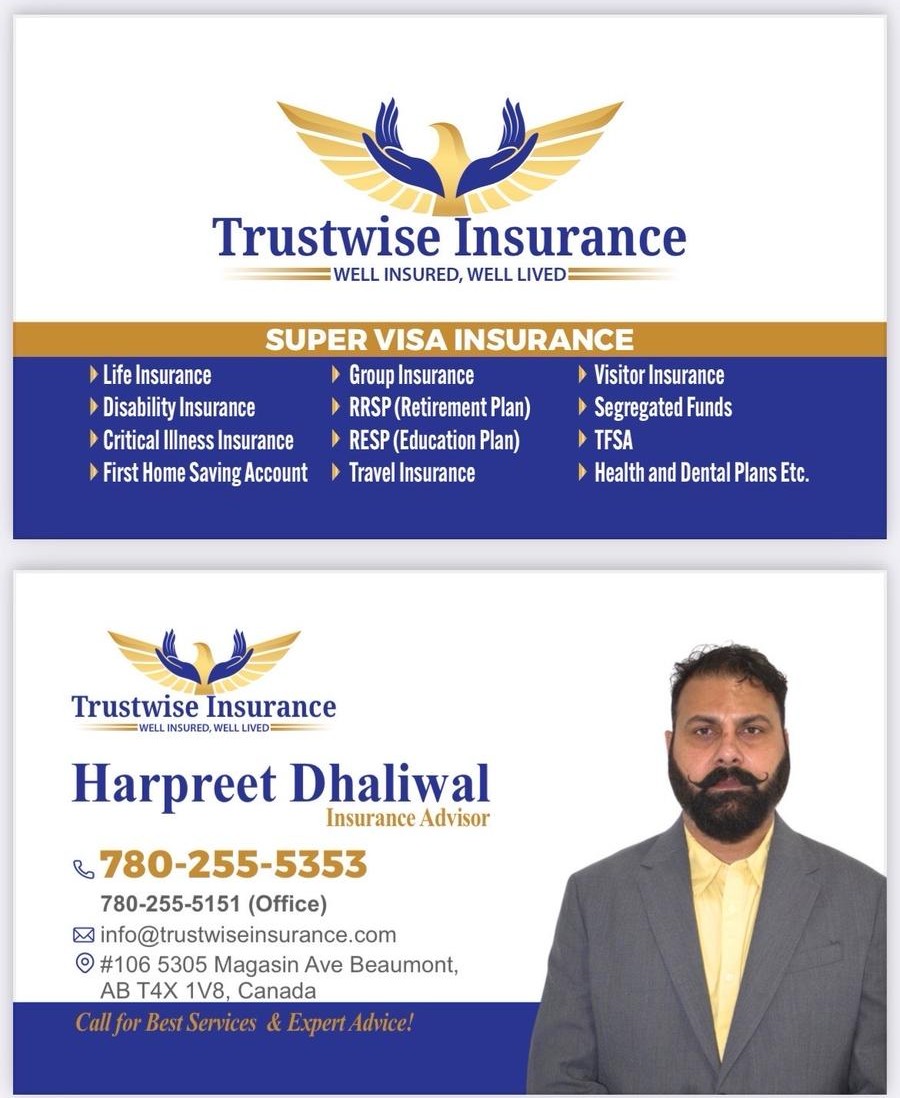 Trustwise Insurance
WELL INSURED, WELL LIVED
SUPER VISA INSURANCE
Life Insurance
Disability Insurance
Critical Illness Insurance
First Home Saving Account
Group Insurance
RRSP (Retirement Plan)
RESP (Education Plan)
Travel Insurance
Visitor Insurance
Segregated Funds
TFSA
Health and Dental Plans Etc.
Trustwise Insurance
WELL INSURED, WELL LIVED
Harpreet Dhaliwal
Insurance Advisor
780-255-5353
780-255-5151 (Office)
info@trustwiseinsurance.com
#106 5305 Magasin Ave Beaumont,
AB T4X 1V8, Canada
Call for Best Services & Expert Advice!